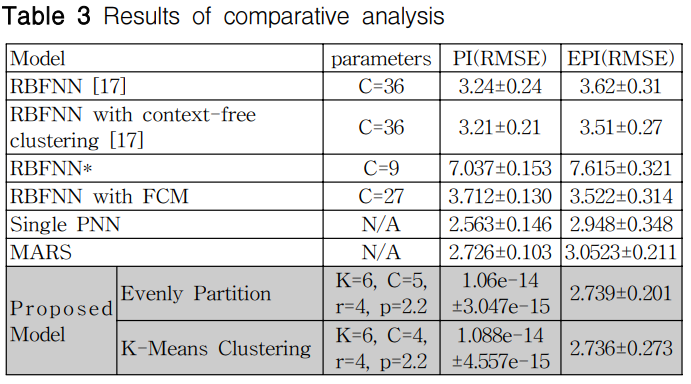 Table 3 Results of comparative analysis
Model parameters PI(RMSE) EPI(RMSE)
RBFNN [17] C=36 3.24±0.24 3.62±0.31
RBFNN with context-free
clustering [17] C=36 3.21±0.21 3.51±0.27
RBFNN* C=9 7.037±0.153 7.615±0.321
RBFNN with FCM C=27 3.712±0.130 3.522±0.314
Single PNN N/A 2.563±0.146 2.948±0.348
MARS N/A 2.726±0.103 3.0523±0.211
Proposed
Model
Evenly Partition
K=6, C=5,
r=4, p=2.2
1.06e-14
±3.047e-15
2.739±0.201
K-Means Clustering
K=6, C=4,
r=4, p=2.2
1.088e-14
±4.557e-15
2.736±0.273